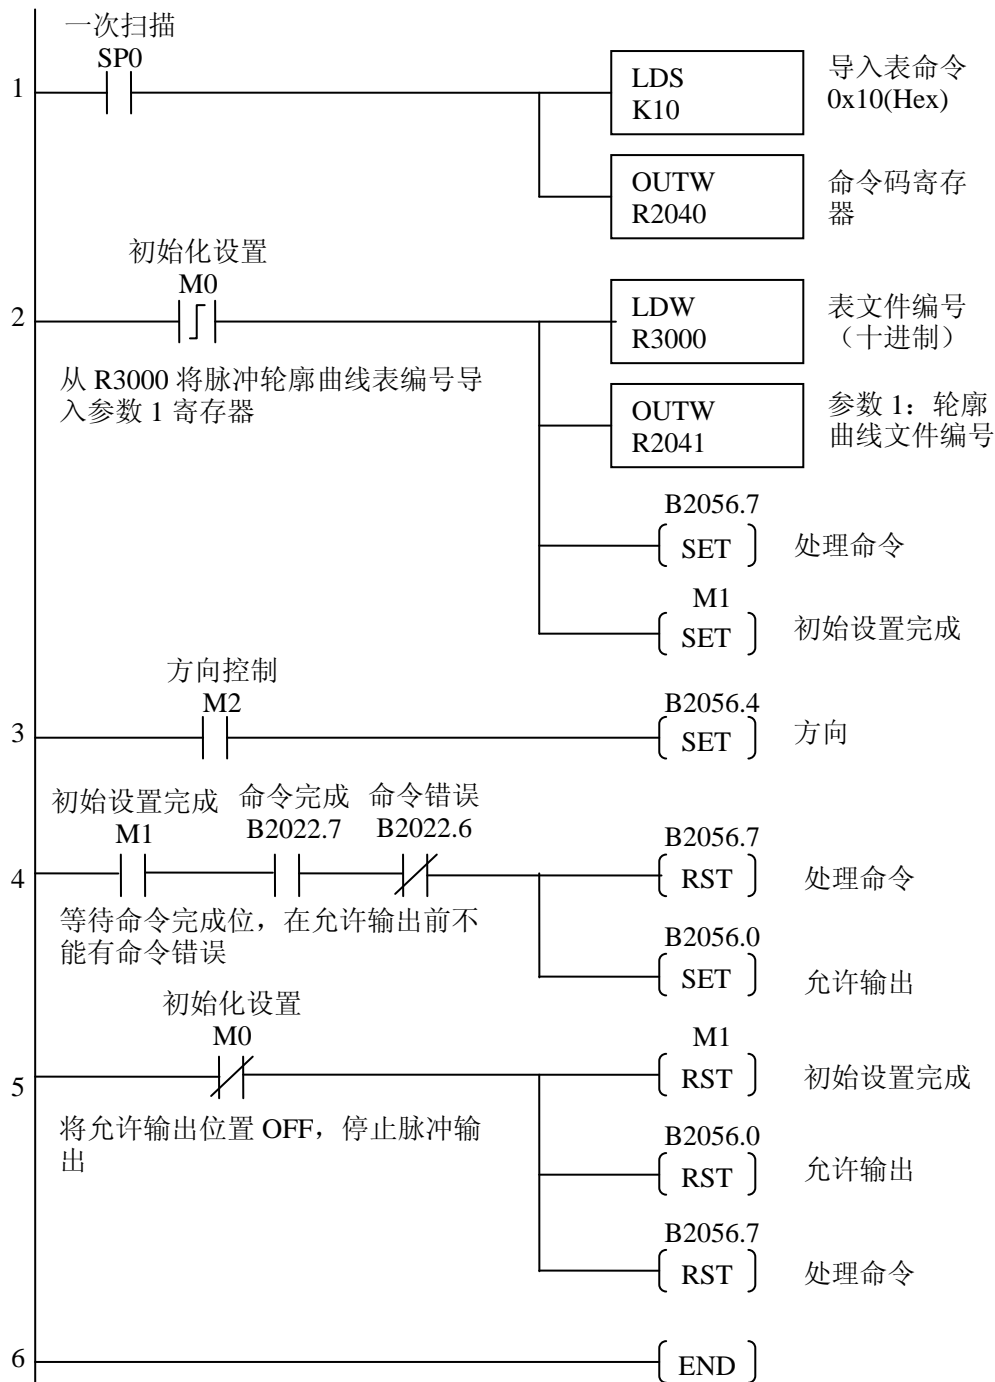 一次扫描
SP0
1
LDS
K10
导入表命令
0x10(Hex)
OUTW
R2040
命令码寄存
器
初始化设置
M0
2
LDW
R3000
表文件编号
（十进制）
从 R3000 将脉冲轮廓曲线表编号导
入参数 1 寄存器
OUTW
R2041
参数 1：轮廓
曲线文件编号
B2056.7
SET
处理命令
M1
SET
初始设置完成
方向控制
M2
3
B2056.4
SET
方向
初始设置完成
M1
命令完成
B2022.7
命令错误
B2022.6
4
B2056.7
RST
处理命令
等待命令完成位，在允许输出前不
能有命令错误
B2056.0
SET
允许输出
初始化设置
M0
5
M1
RST
初始设置完成
将允许输出位置 OFF，停止脉冲输
出
B2056.0
RST
允许输出
B2056.7
RST
处理命令
6
END